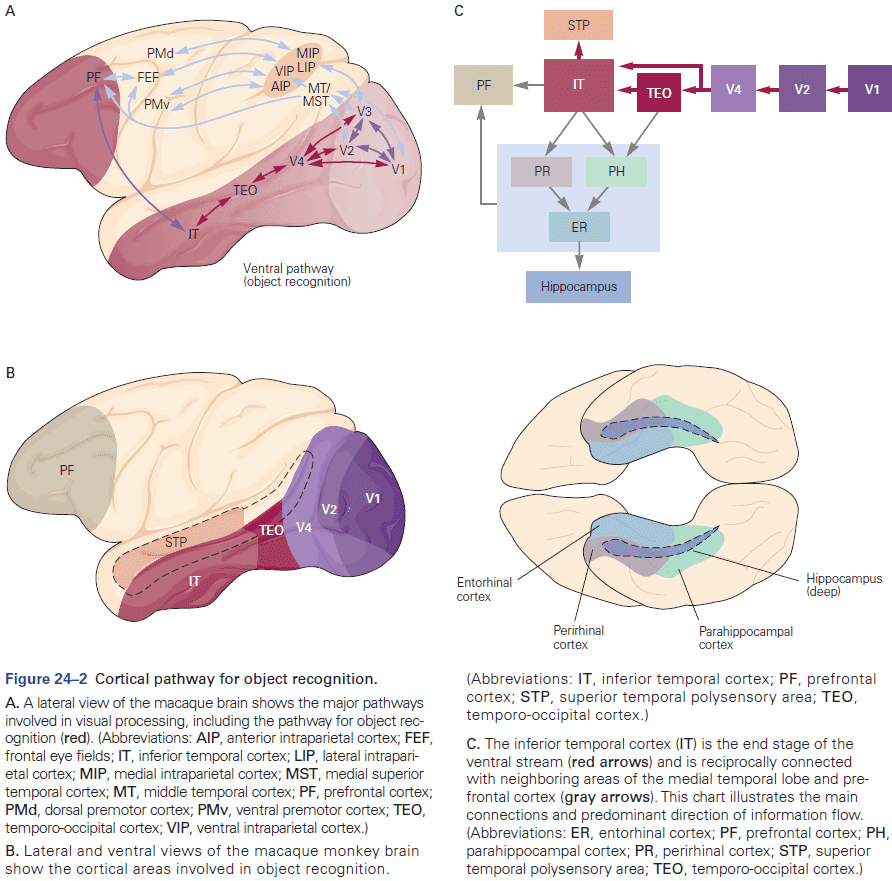 A
PMd
MIP
LIP
VIP
AIP
PF
FEF
PMv
MT/
MST
V3
V2
V4
V1
TEO
IT
Ventral pathway
(object recognition)
C
STP
PF
IT
TEO
V4
V2
V1
PR
PH
ER
Hippocampus
B
PF
STP
IT
TEO
V4
V2
V1
Entorhinal
cortex
Perirhinal
cortex
Parahippocampal
cortex
Hippocampus
(deep)
Figure 24–2 Cortical pathway for object recognition.
A. A lateral view of the macaque brain shows the major pathways
involved in visual processing, including the pathway for object rec-
ognition (red). (Abbreviations: AIP, anterior intraparietal cortex; FEF,
frontal eye fields; IT, inferior temporal cortex; LIP, lateral intrapari-
etal cortex; MIP, medial intraparietal cortex; MST, medial superior
temporal cortex; MT, middle temporal cortex; PF, prefrontal cortex;
PMd, dorsal premotor cortex; PMv, ventral premotor cortex; TEO,
temporo-occipital cortex; VIP, ventral intraparietal cortex.)
B. Lateral and ventral views of the macaque monkey brain
show the cortical areas involved in object recognition.
(Abbreviations: IT, inferior temporal cortex; PF, prefrontal
cortex; STP, superior temporal polysensory area; TEO,
temporo-occipital cortex.)
C. The inferior temporal cortex (IT) is the end stage of the
ventral stream (red arrows) and is reciprocally connected
with neighboring areas of the medial temporal lobe and pre-
frontal cortex (gray arrows). This chart illustrates the main
connections and predominant direction of information flow.
(Abbreviations: ER, entorhinal cortex; PF, prefrontal cortex; PH,
parahippocampal cortex; PR, perirhinal cortex; STP, superior
temporal polysensory area; TEO, temporo-occipital cortex.)